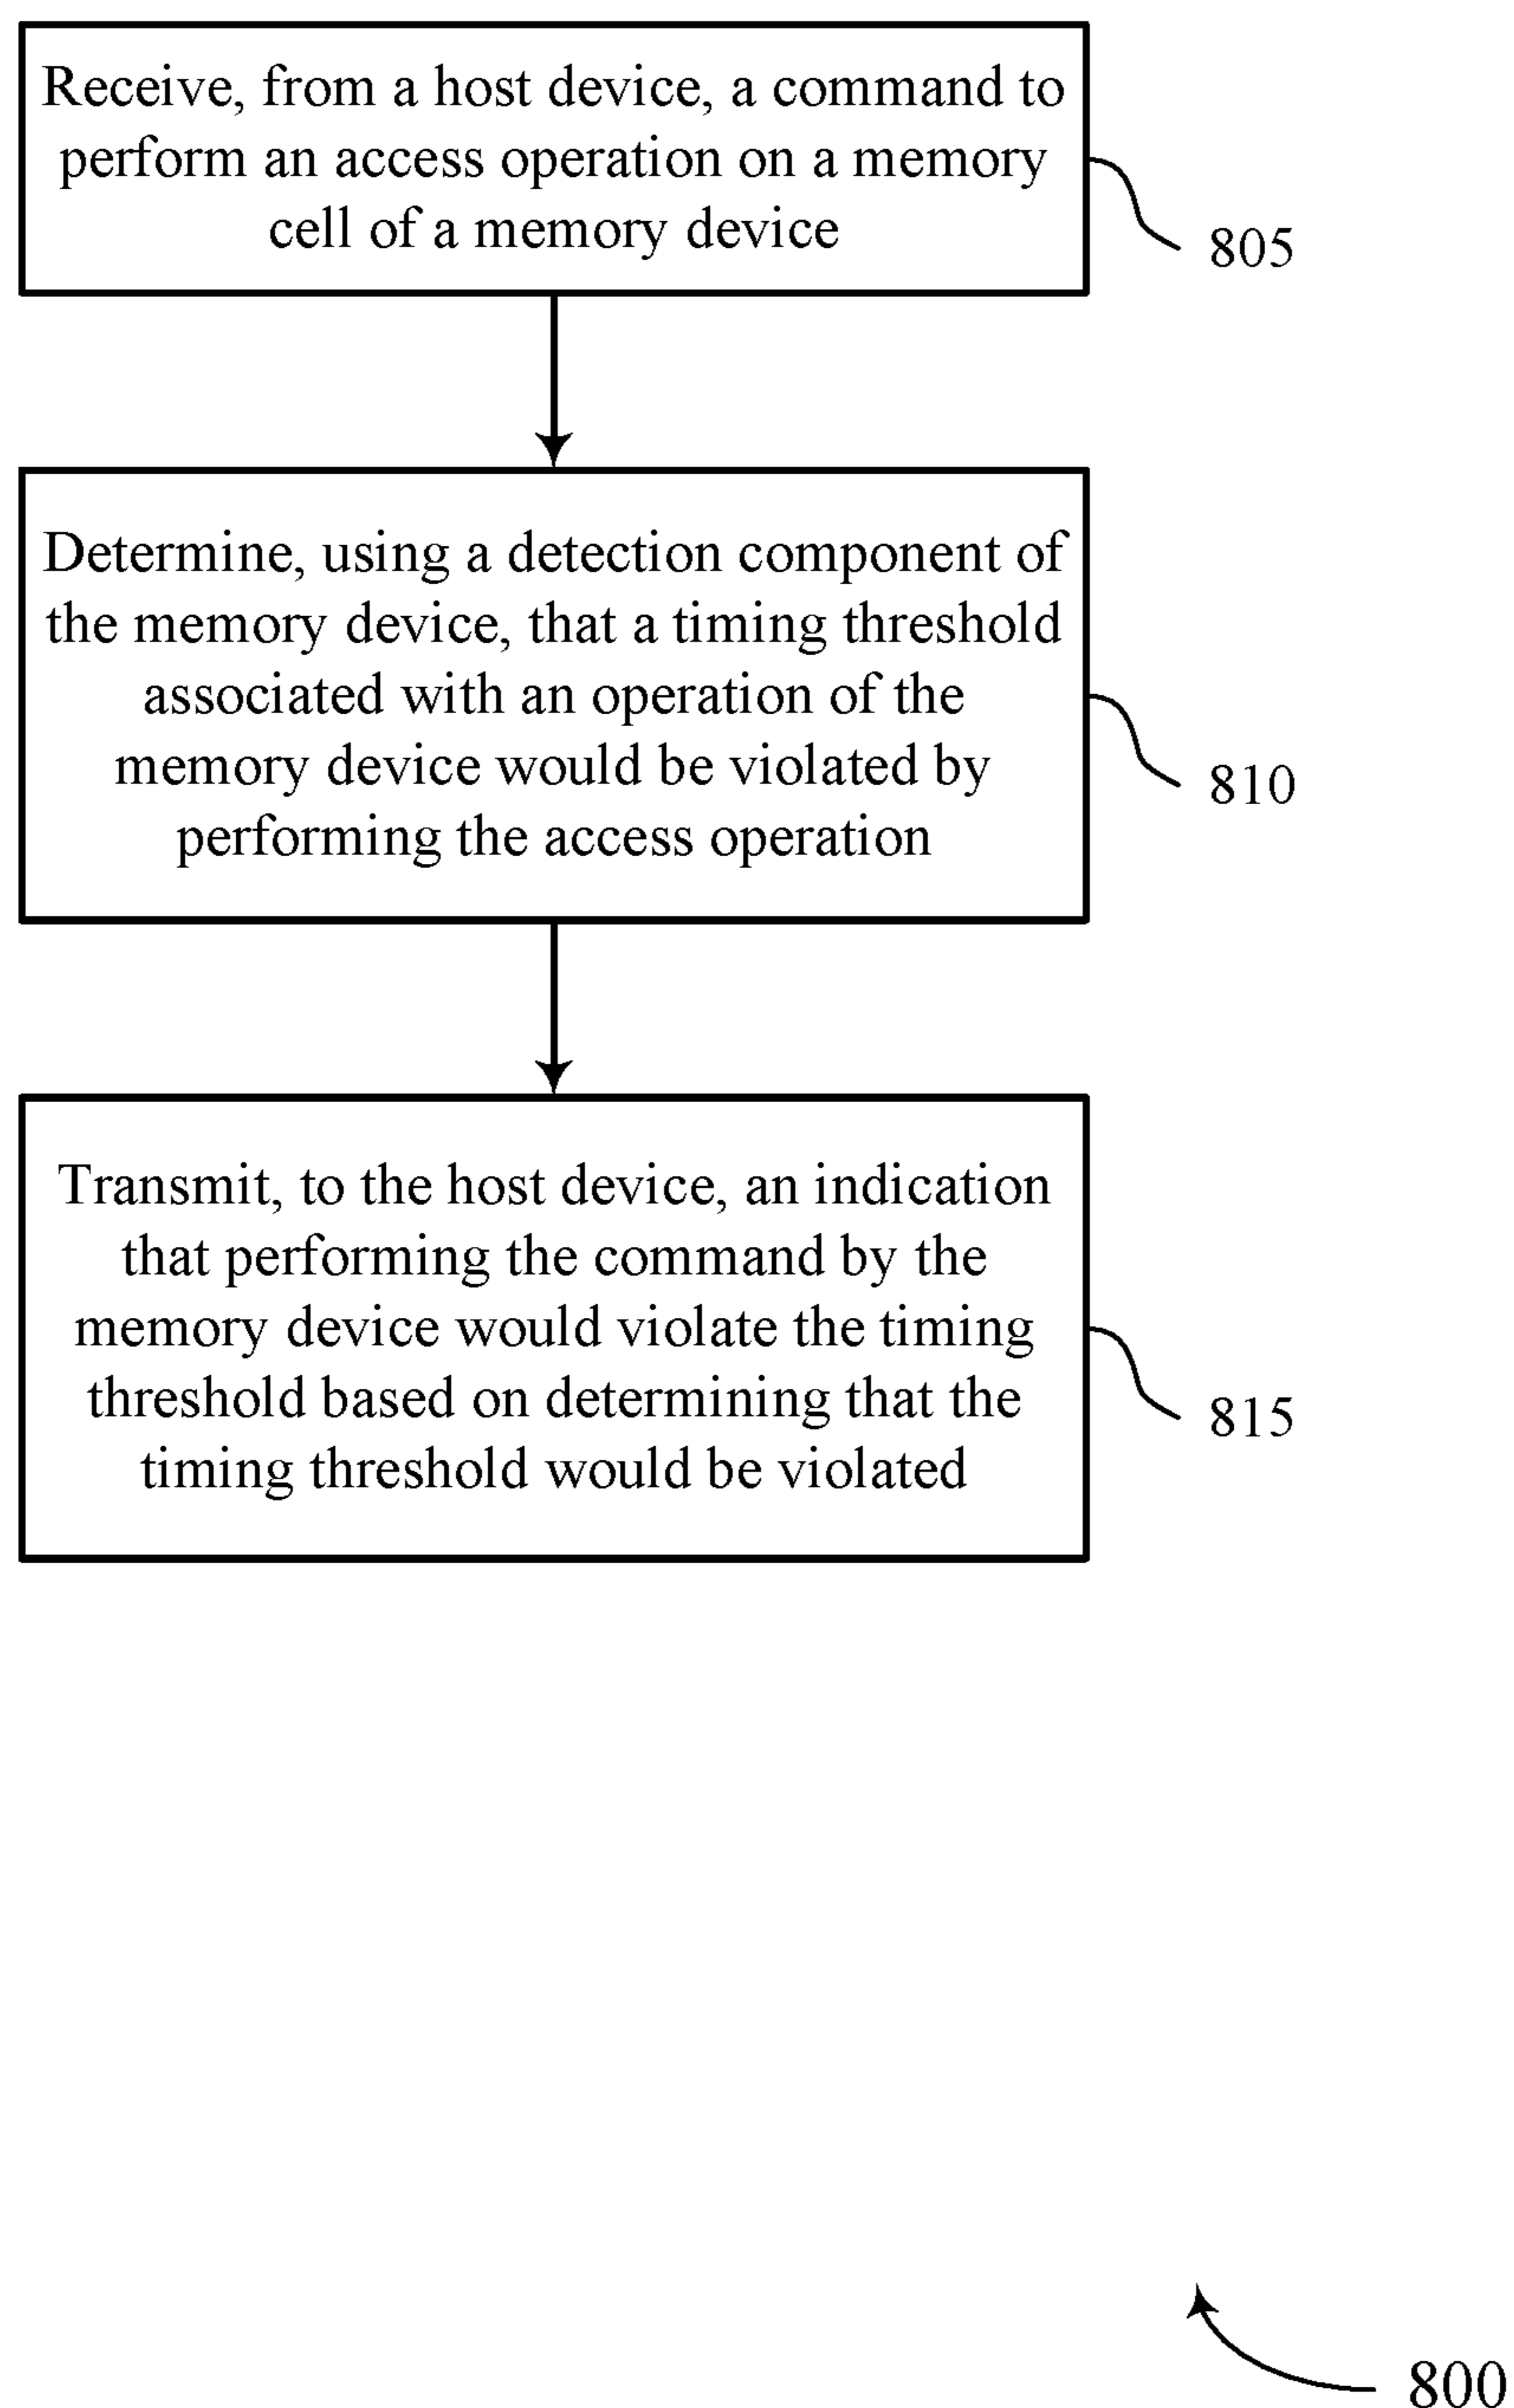 Receive, from a host device, a command to
perform an access operation on a memory
cell of a memory device
805
Determine, using a detection component of
the memory device, that a timing threshold
associated with an operation of the
memory device would be violated by
performing the access operation
810
Transmit, to the host device, an indication
that performing the command by the
memory device would violate the timing
threshold based on determining that the
timing threshold would be violated
815
800